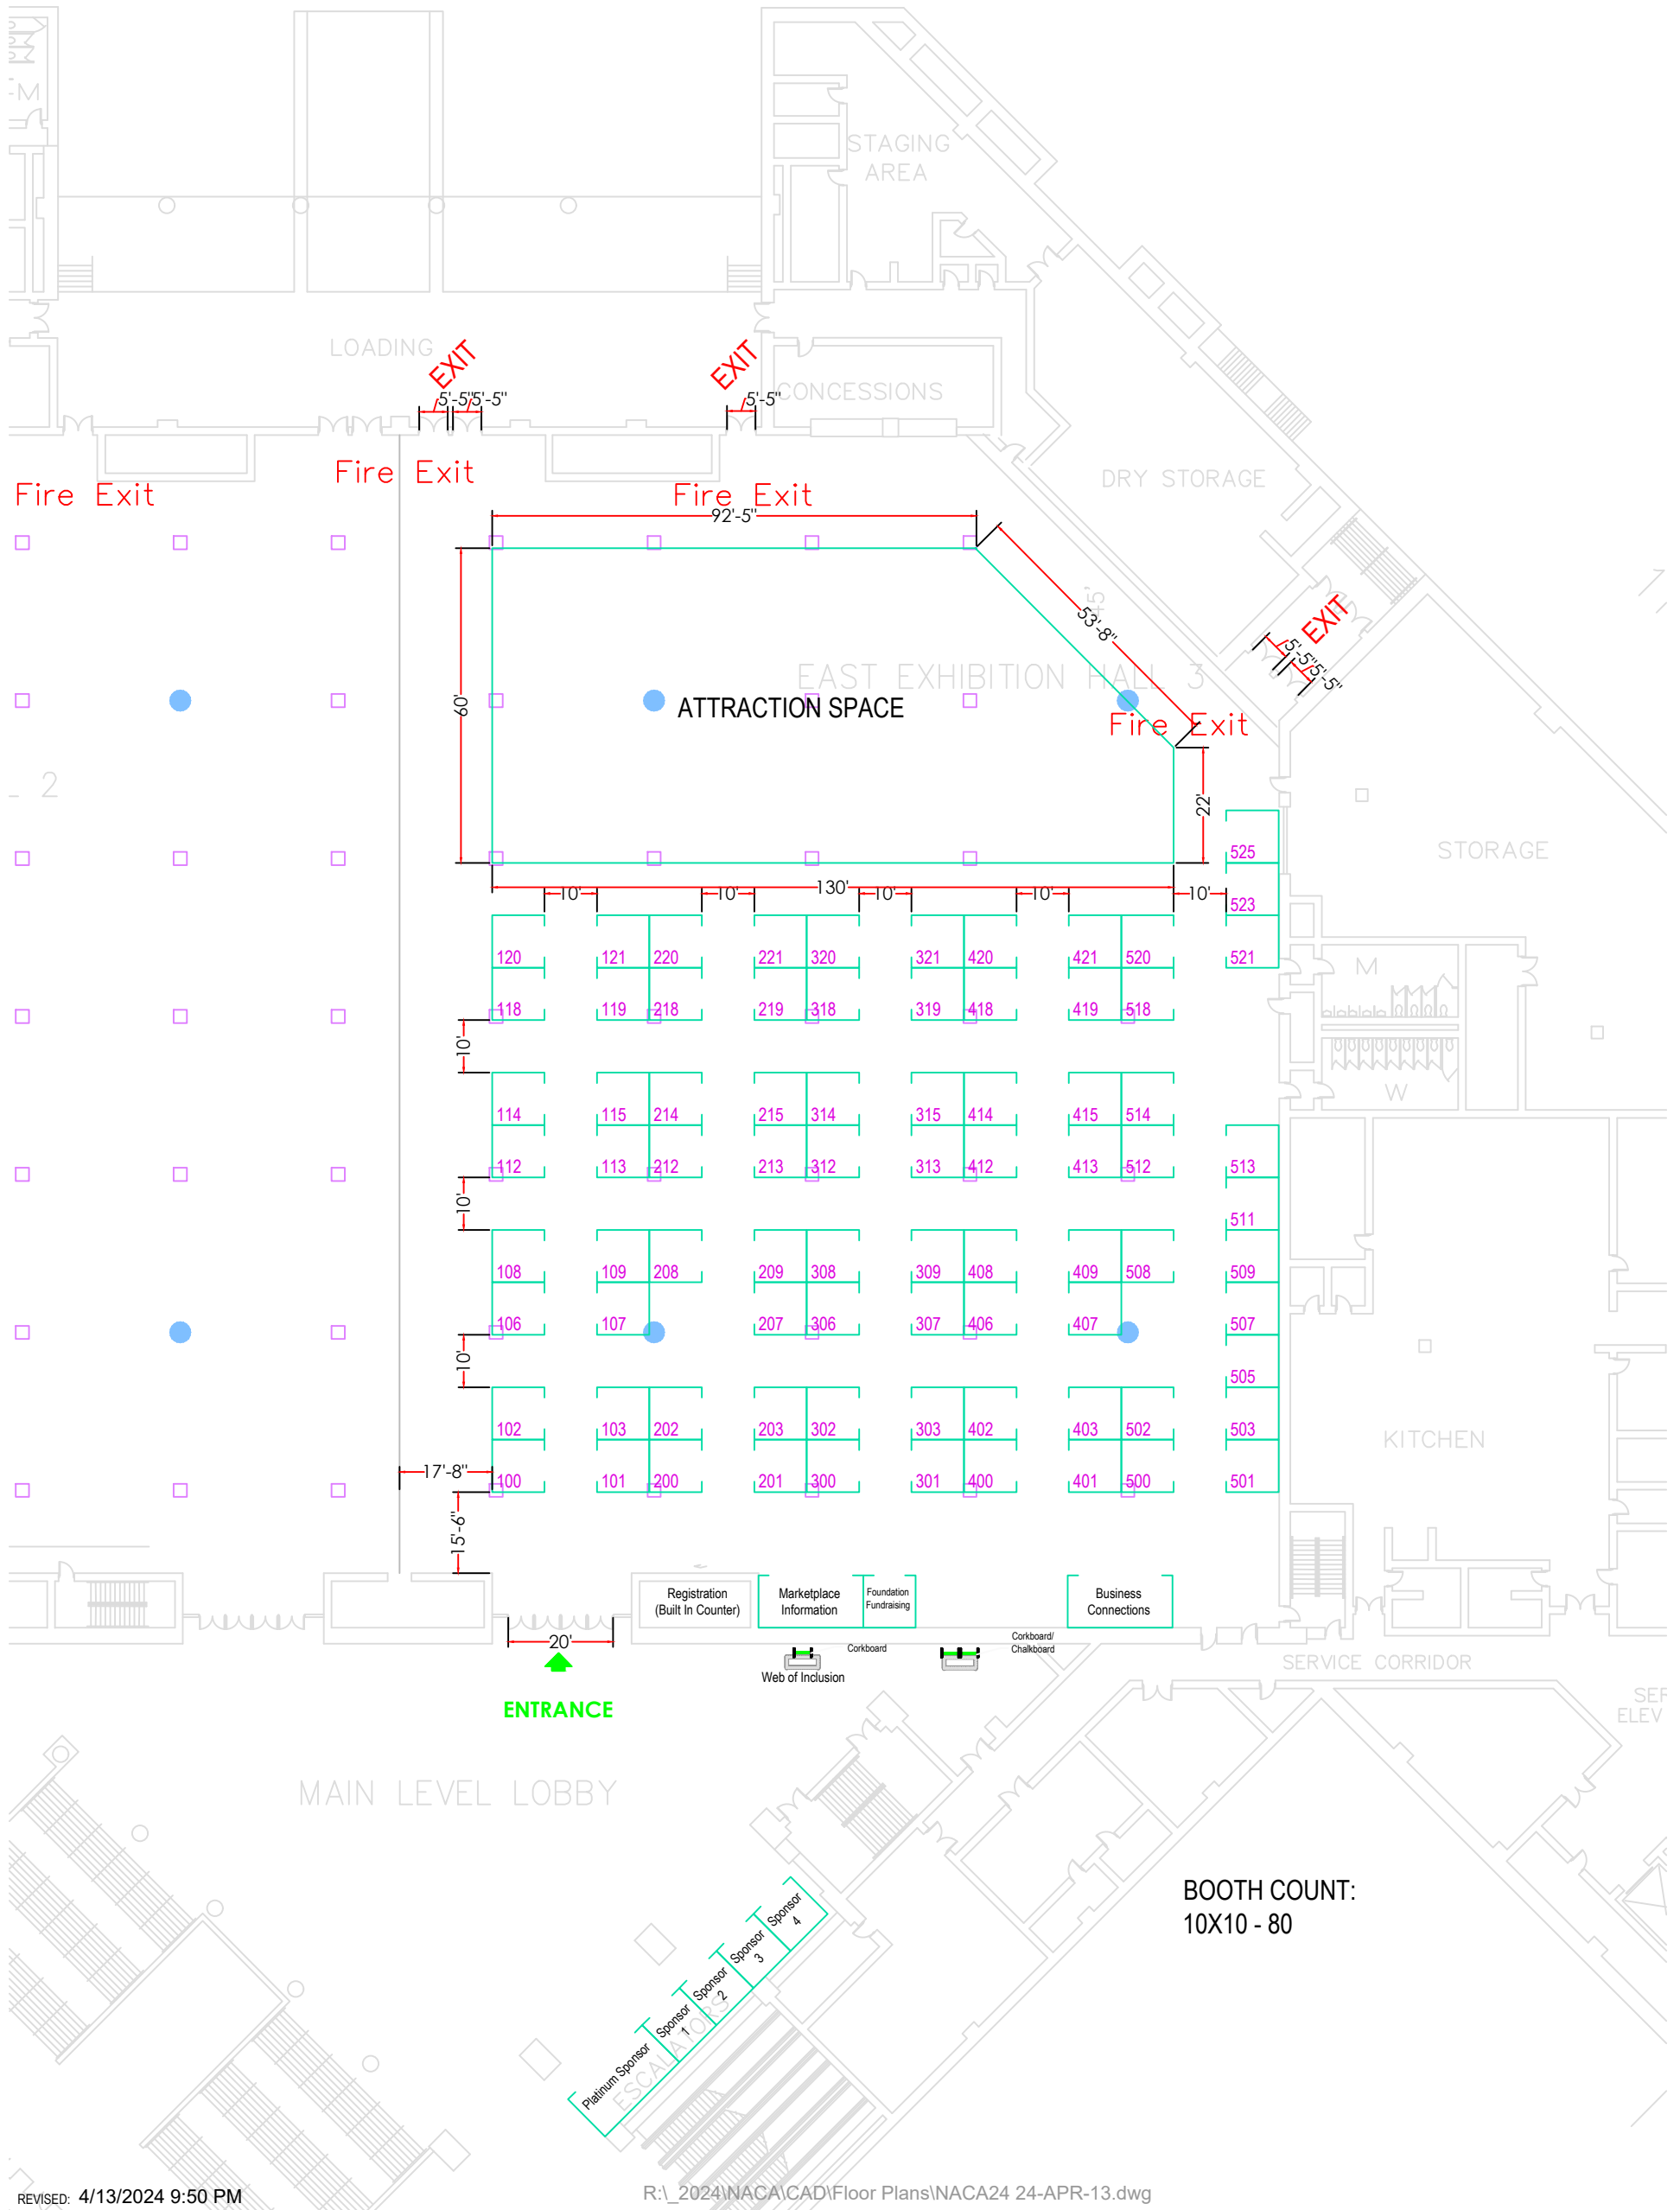 -M
STAGING
AREA
LOADING
EXIT
EXIT
5'-5"
5'-5"
5'-5"
CONCESSIONS
Fire Exit
Fire Exit
Fire Exit
DRY STORAGE
92'-5"
45'
53'-8"
EXIT
5'-5"
5'-5"
EAST EXHIBITION HALL 3
60'
ATTRACTION SPACE
Fire Exit
2
22'
STORAGE
525
130'
10'
10'
10'
10'
10'
523
120 121 220 221 320 321 420 421 520 521
M
118 119 218 219 318 319 418 419 518
10'
W
114 115 214 215 314 315 414 415 514
112 113 212 213 312 313 412 413 512 513
10'
511
108 109 208 209 308 309 408 409 508 509
106 107 207 306 307 406 407 507
10'
505
102 103 202 203 302 303 402 403 502 503
KITCHEN
17'-8"
100 101 200 201 300 301 400 401 500 501
15'-6"
Registration
(Built In Counter)
Marketplace
Information
Foundation
Fundraising
Business
Connections
20'
Corkboard
Corkboard/
Chalkboard
Web of Inclusion
SERVICE CORRIDOR
ENTRANCE
SER
ELEV
MAIN LEVEL LOBBY
BOOTH COUNT:
10X10 - 80
Sponsor
4
Sponsor
3
Sponsor
2
Sponsor
1
Platinum Sponsor
ESCALATORS
REVISED: 4/13/2024 9:50 PM
R:\_2024\NACA\CAD\Floor Plans\NACA24 24-APR-13.dwg